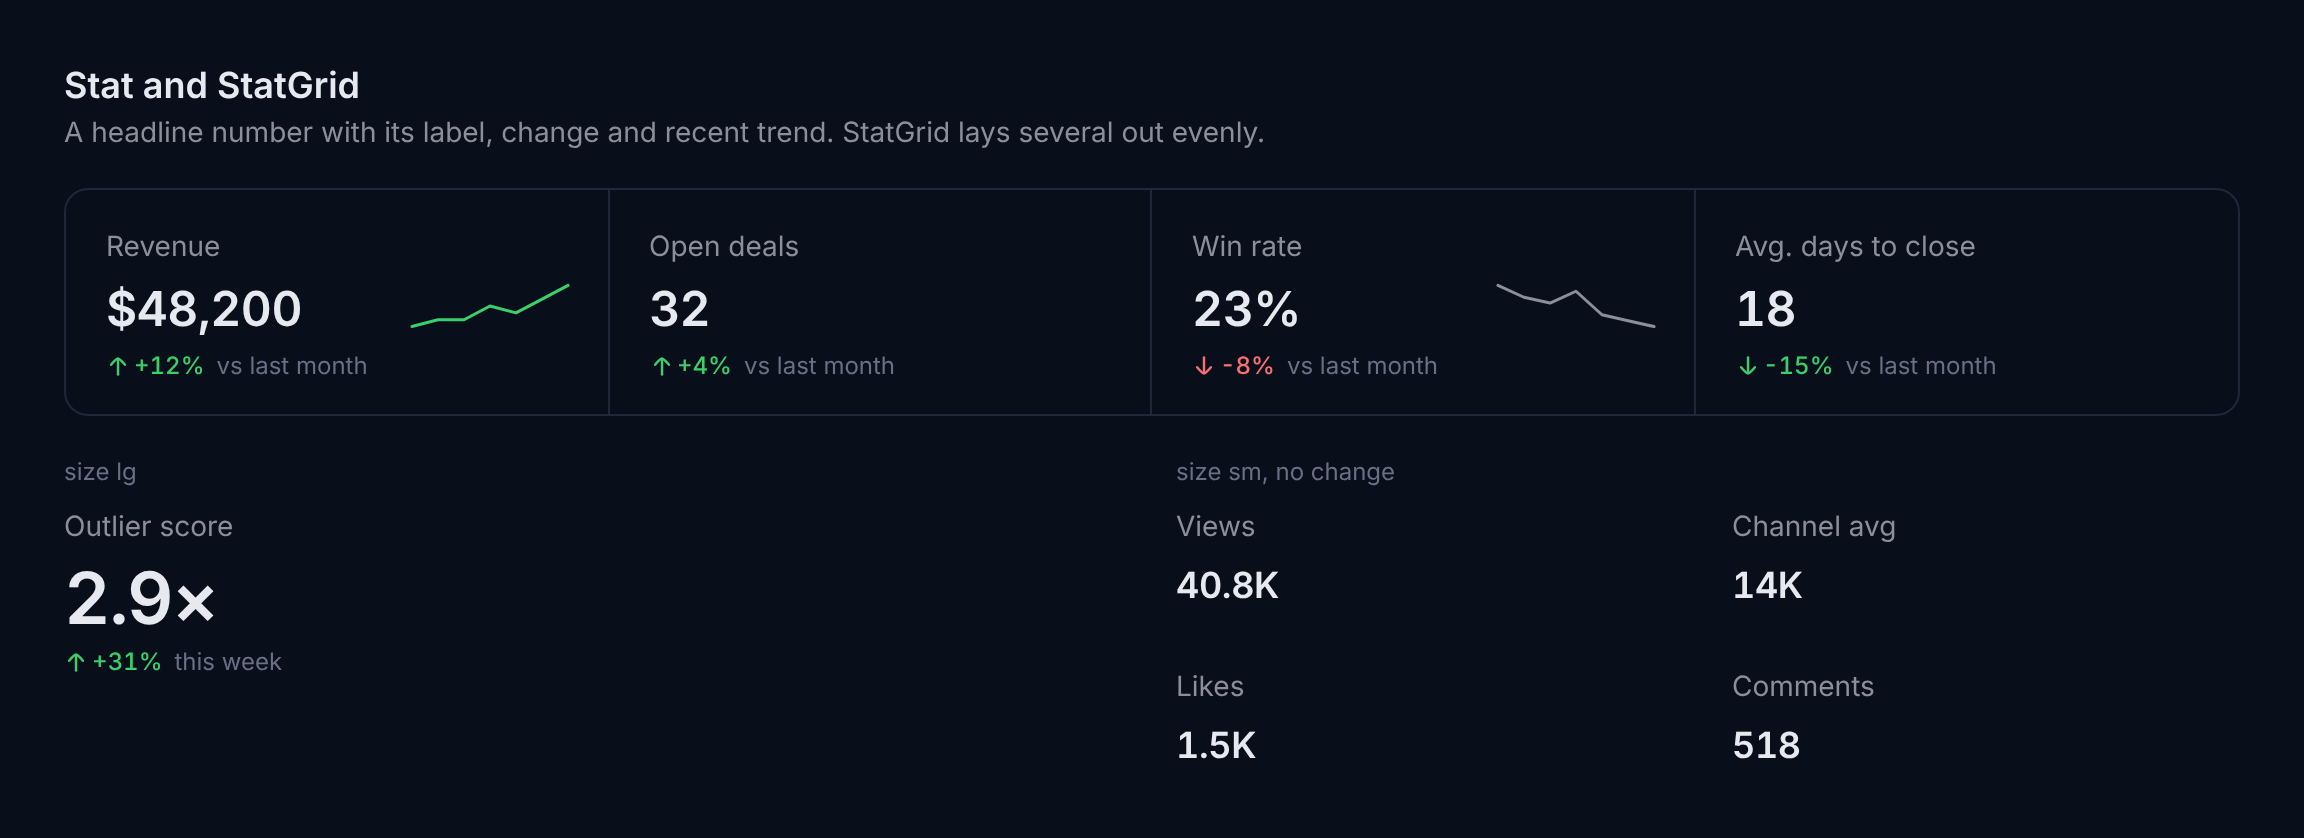 Stat and StatGrid
A headline number with its label, change and recent trend. StatGrid lays several out evenly.
Revenue
$48,200
↑ +12% vs last month
Open deals
32
↑ +4% vs last month
Win rate
23%
↓ -8% vs last month
Avg. days to close
18
↓ -15% vs last month
size lg
Outlier score
2.9×
↑ +31% this week
size sm, no change
Views
40.8K
Channel avg
14K
Likes
1.5K
Comments
518